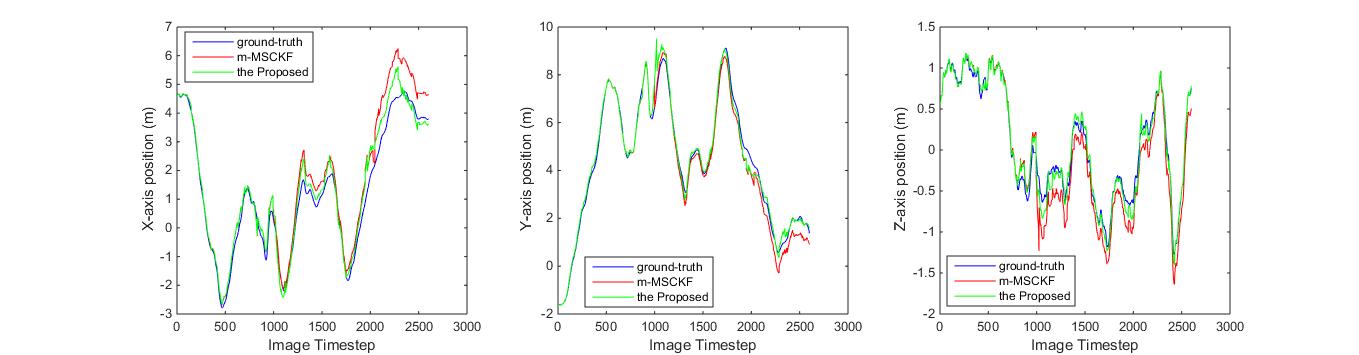 7
6
5
4
3
2
1
0
-1
-2
-3
X-axis position (m)
ground-truth
m-MSCKF
the Proposed
0 500 1000 1500 2000 2500 3000
Image Timestep
10
8
6
4
2
0
-2
Y-axis position (m)
ground-truth
m-MSCKF
the Proposed
0 500 1000 1500 2000 2500 3000
Image Timestep
1.5
1
0.5
0
-0.5
-1
-1.5
-2
Z-axis position (m)
ground-truth
m-MSCKF
the Proposed
0 500 1000 1500 2000 2500 3000
Image Timestep